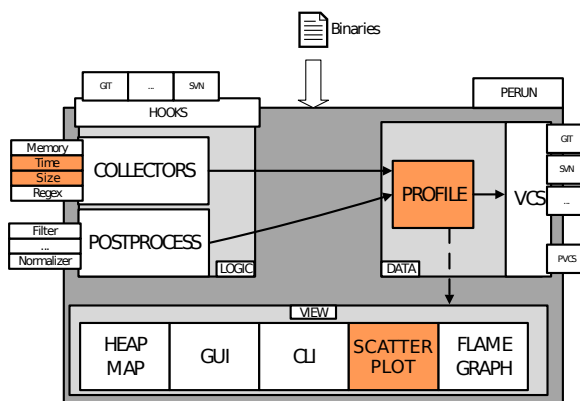 Binaries
GIT
...
SVN
PERUN
HOOKS
Memory
Time
Size
Regex
COLLECTORS
Filter
...
Normalizer
POSTPROCESS
LOGIC
PROFILE
VCS
DATA
GIT
SVN
...
PVCS
VIEW
HEAP
MAP
GUI
CLI
SCATTER
PLOT
FLAME
GRAPH